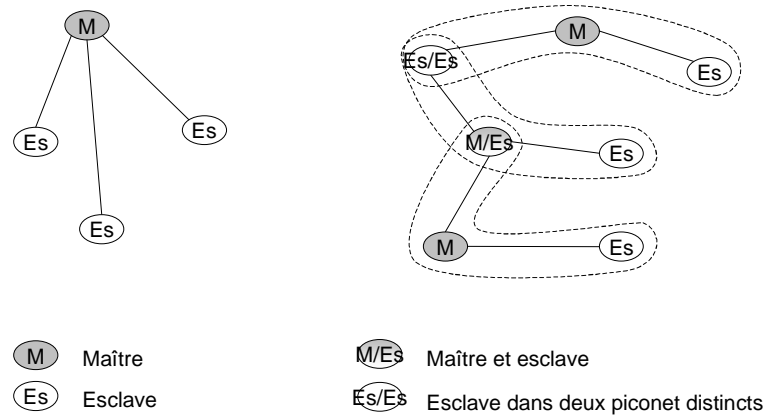 M
Es
Es
Es
M
Es/Es
Es
M/Es
Es
M
Es
M Maître
Es Esclave
M/Es Maître et esclave
Es/Es Esclave dans deux piconet distincts